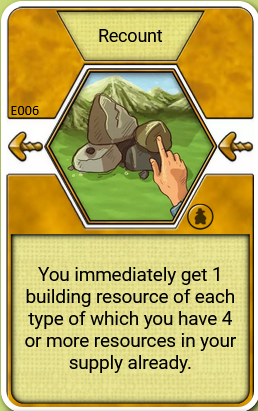 Recount
E006
You immediately get 1
building resource of each
type of which you have 4
or more resources in your
supply already.